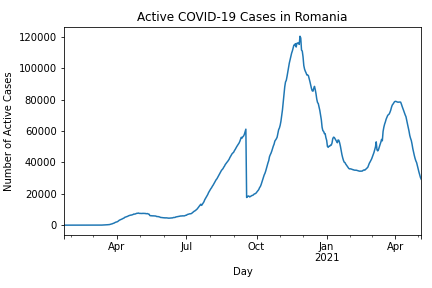 Active COVID-19 Cases in Romania
120000
100000
80000
60000
40000
20000
0
Number of Active Cases
Apr
Jul
Oct
Jan
2021
Apr
Day